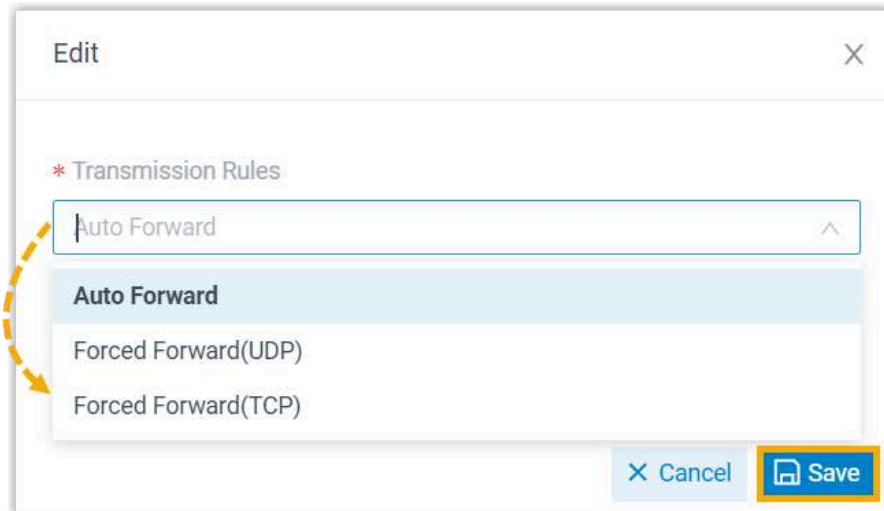 Edit
* Transmission Rules
Auto Forward
Auto Forward
Forced Forward(UDP)
Forced Forward(TCP)
Cancel
Save